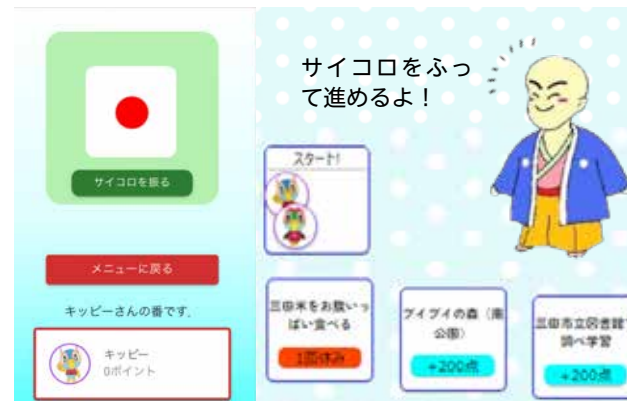 サイコロを振る
メニューに戻る
キッピーさんの番です。
キッピー
0ポイント
サイコロをふっ
て進めるよ！
スタート!
三田米をお腹いっ
ぱい食べる
1回休み
ブイブイの森（南
公園）
+200点
三田市立図書館で
調べ学習
+200点